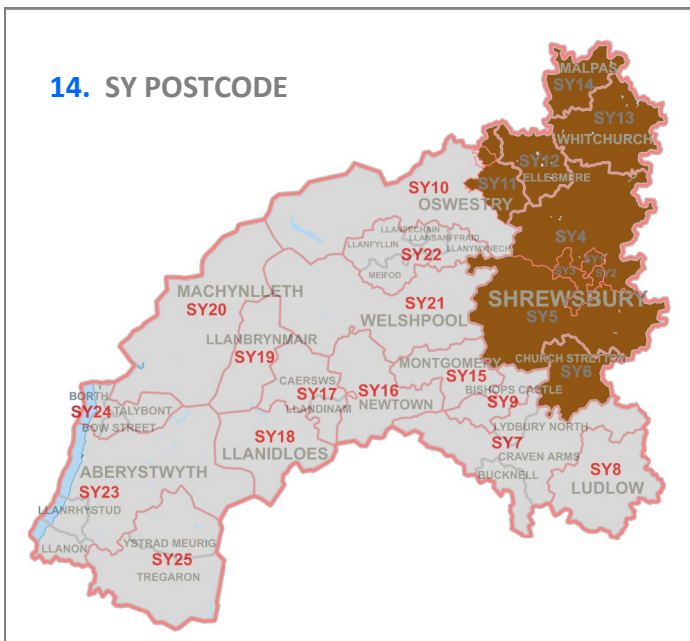 14. SY POSTCODE
MALPAS
SY14
SY13
WHITCHURCH
SY12
ELLESMERE
SY10
SY11
OSWESTRY
LLANFECHAIN
LLANSANFFRAID
SY4
LLANFYLLIN
LLANYMYNECH
SY22
SY1
SY3
SY2
MEIFOD
MACHYNLLETH
SY21
SHREWSBURY
SY20
WELSHPOOL
SY5
LLANBRYNMAIR
SY19
MONTGOMERY
CHURCH STRETTON
SY6
CAERSWS
SY15
SY17
SY16
BISHOPS CASTLE
BORTH
SY9
SY24
TALYBONT
LLANDINAM
NEWTOWN
BOW STREET
LYDBURY NORTH
SY18
SY7
LLANIDLOES
CRAVEN ARMS
ABERYSTWYTH
SY8
BUCKNELL
LUDLOW
SY23
LLANRHYSTUD
YSTRAD MEURIG
LLANON
SY25
TREGARON